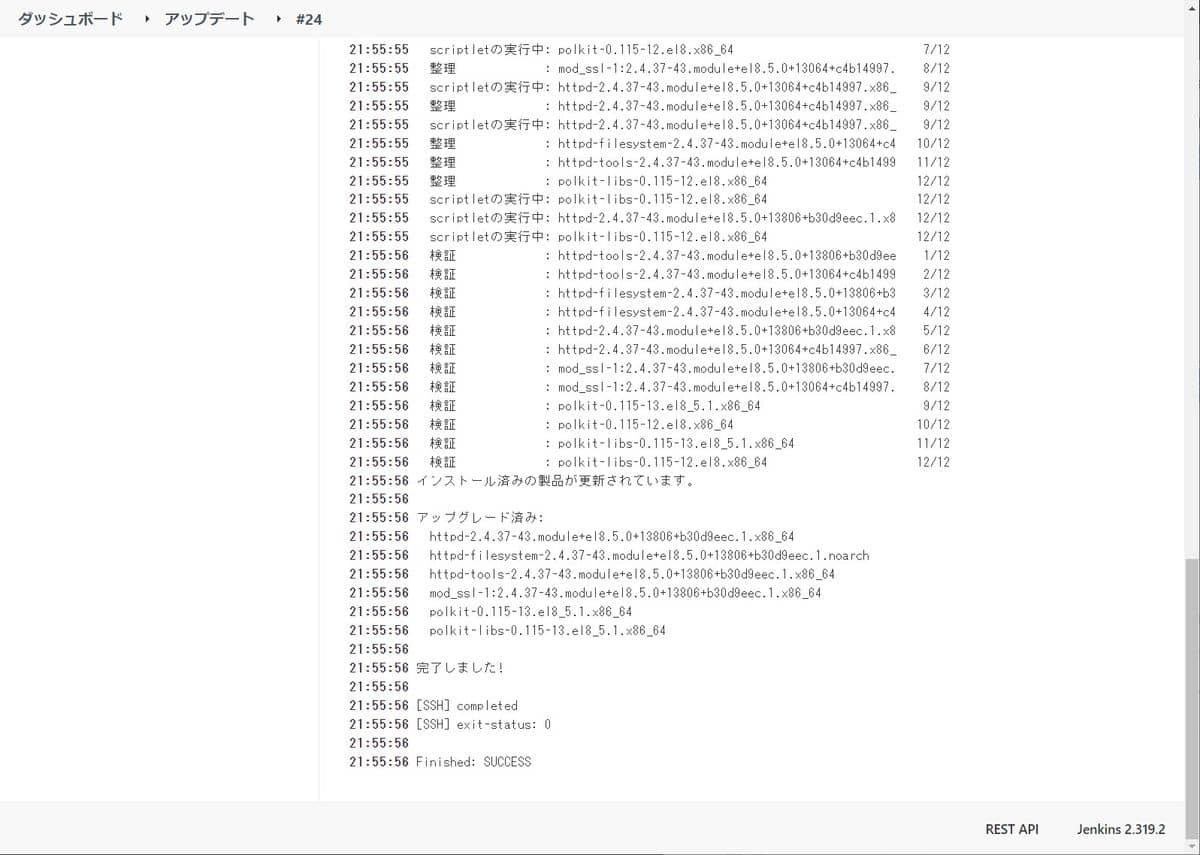 ダッシュボード ▸ アップデート ▸ #24
21:55:55 scriptletの実行中: polkit-0.115-12.el8.x86_64 7/12
21:55:55 整理 : mod_ssl-1:2.4.37-43.module+el8.5.0+13064+c4b14997. 8/12
21:55:55 scriptletの実行中: httpd-2.4.37-43.module+el8.5.0+13064+c4b14997.x86_ 9/12
21:55:55 整理 : httpd-2.4.37-43.module+el8.5.0+13064+c4b14997.x86_ 9/12
21:55:55 scriptletの実行中: httpd-2.4.37-43.module+el8.5.0+13064+c4b14997.x86_ 9/12
21:55:55 整理 : httpd-filesystem-2.4.37-43.module+el8.5.0+13064+c4 10/12
21:55:55 整理 : httpd-tools-2.4.37-43.module+el8.5.0+13064+c4b1499 11/12
21:55:55 整理 : polkit-libs-0.115-12.el8.x86_64 12/12
21:55:55 scriptletの実行中: polkit-libs-0.115-12.el8.x86_64 12/12
21:55:55 scriptletの実行中: httpd-2.4.37-43.module+el8.5.0+13806+b30d9eec.1.x8 12/12
21:55:55 scriptletの実行中: polkit-libs-0.115-12.el8.x86_64 12/12
21:55:56 検証 : httpd-tools-2.4.37-43.module+el8.5.0+13806+b30d9ee 1/12
21:55:56 検証 : httpd-tools-2.4.37-43.module+el8.5.0+13064+c4b1499 2/12
21:55:56 検証 : httpd-filesystem-2.4.37-43.module+el8.5.0+13806+b3 3/12
21:55:56 検証 : httpd-filesystem-2.4.37-43.module+el8.5.0+13064+c4 4/12
21:55:56 検証 : httpd-2.4.37-43.module+el8.5.0+13806+b30d9eec.1.x8 5/12
21:55:56 検証 : httpd-2.4.37-43.module+el8.5.0+13064+c4b14997.x86_ 6/12
21:55:56 検証 : mod_ssl-1:2.4.37-43.module+el8.5.0+13806+b30d9eec. 7/12
21:55:56 検証 : mod_ssl-1:2.4.37-43.module+el8.5.0+13064+c4b14997. 8/12
21:55:56 検証 : polkit-0.115-13.el8_5.1.x86_64 9/12
21:55:56 検証 : polkit-0.115-12.el8.x86_64 10/12
21:55:56 検証 : polkit-libs-0.115-13.el8_5.1.x86_64 11/12
21:55:56 検証 : polkit-libs-0.115-12.el8.x86_64 12/12
21:55:56 インストール済みの製品が更新されています。
21:55:56
21:55:56 アップグレード済み:
21:55:56 httpd-2.4.37-43.module+el8.5.0+13806+b30d9eec.1.x86_64
21:55:56 httpd-filesystem-2.4.37-43.module+el8.5.0+13806+b30d9eec.1.noarch
21:55:56 httpd-tools-2.4.37-43.module+el8.5.0+13806+b30d9eec.1.x86_64
21:55:56 mod_ssl-1:2.4.37-43.module+el8.5.0+13806+b30d9eec.1.x86_64
21:55:56 polkit-0.115-13.el8_5.1.x86_64
21:55:56 polkit-libs-0.115-13.el8_5.1.x86_64
21:55:56
21:55:56 完了しました!
21:55:56
21:55:56 [SSH] completed
21:55:56 [SSH] exit-status: 0
21:55:56
21:55:56 Finished: SUCCESS
REST API Jenkins 2.319.2